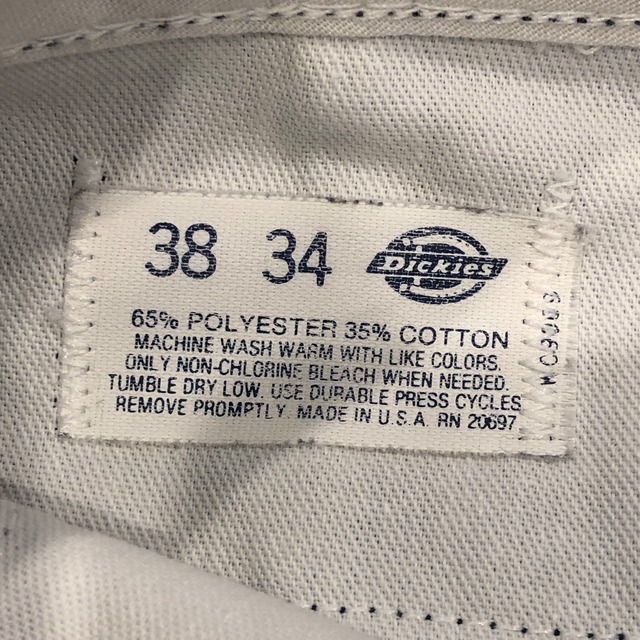 38 34 Dickies
65% POLYESTER 35% COTTON
MACHINE WASH WARM WITH LIKE COLORS.
ONLY NON-CHLORINE BLEACH WHEN NEEDED.
TUMBLE DRY LOW. USE DURABLE PRESS CYCLES
REMOVE PROMPTLY. MADE IN U.S.A. RN 20697